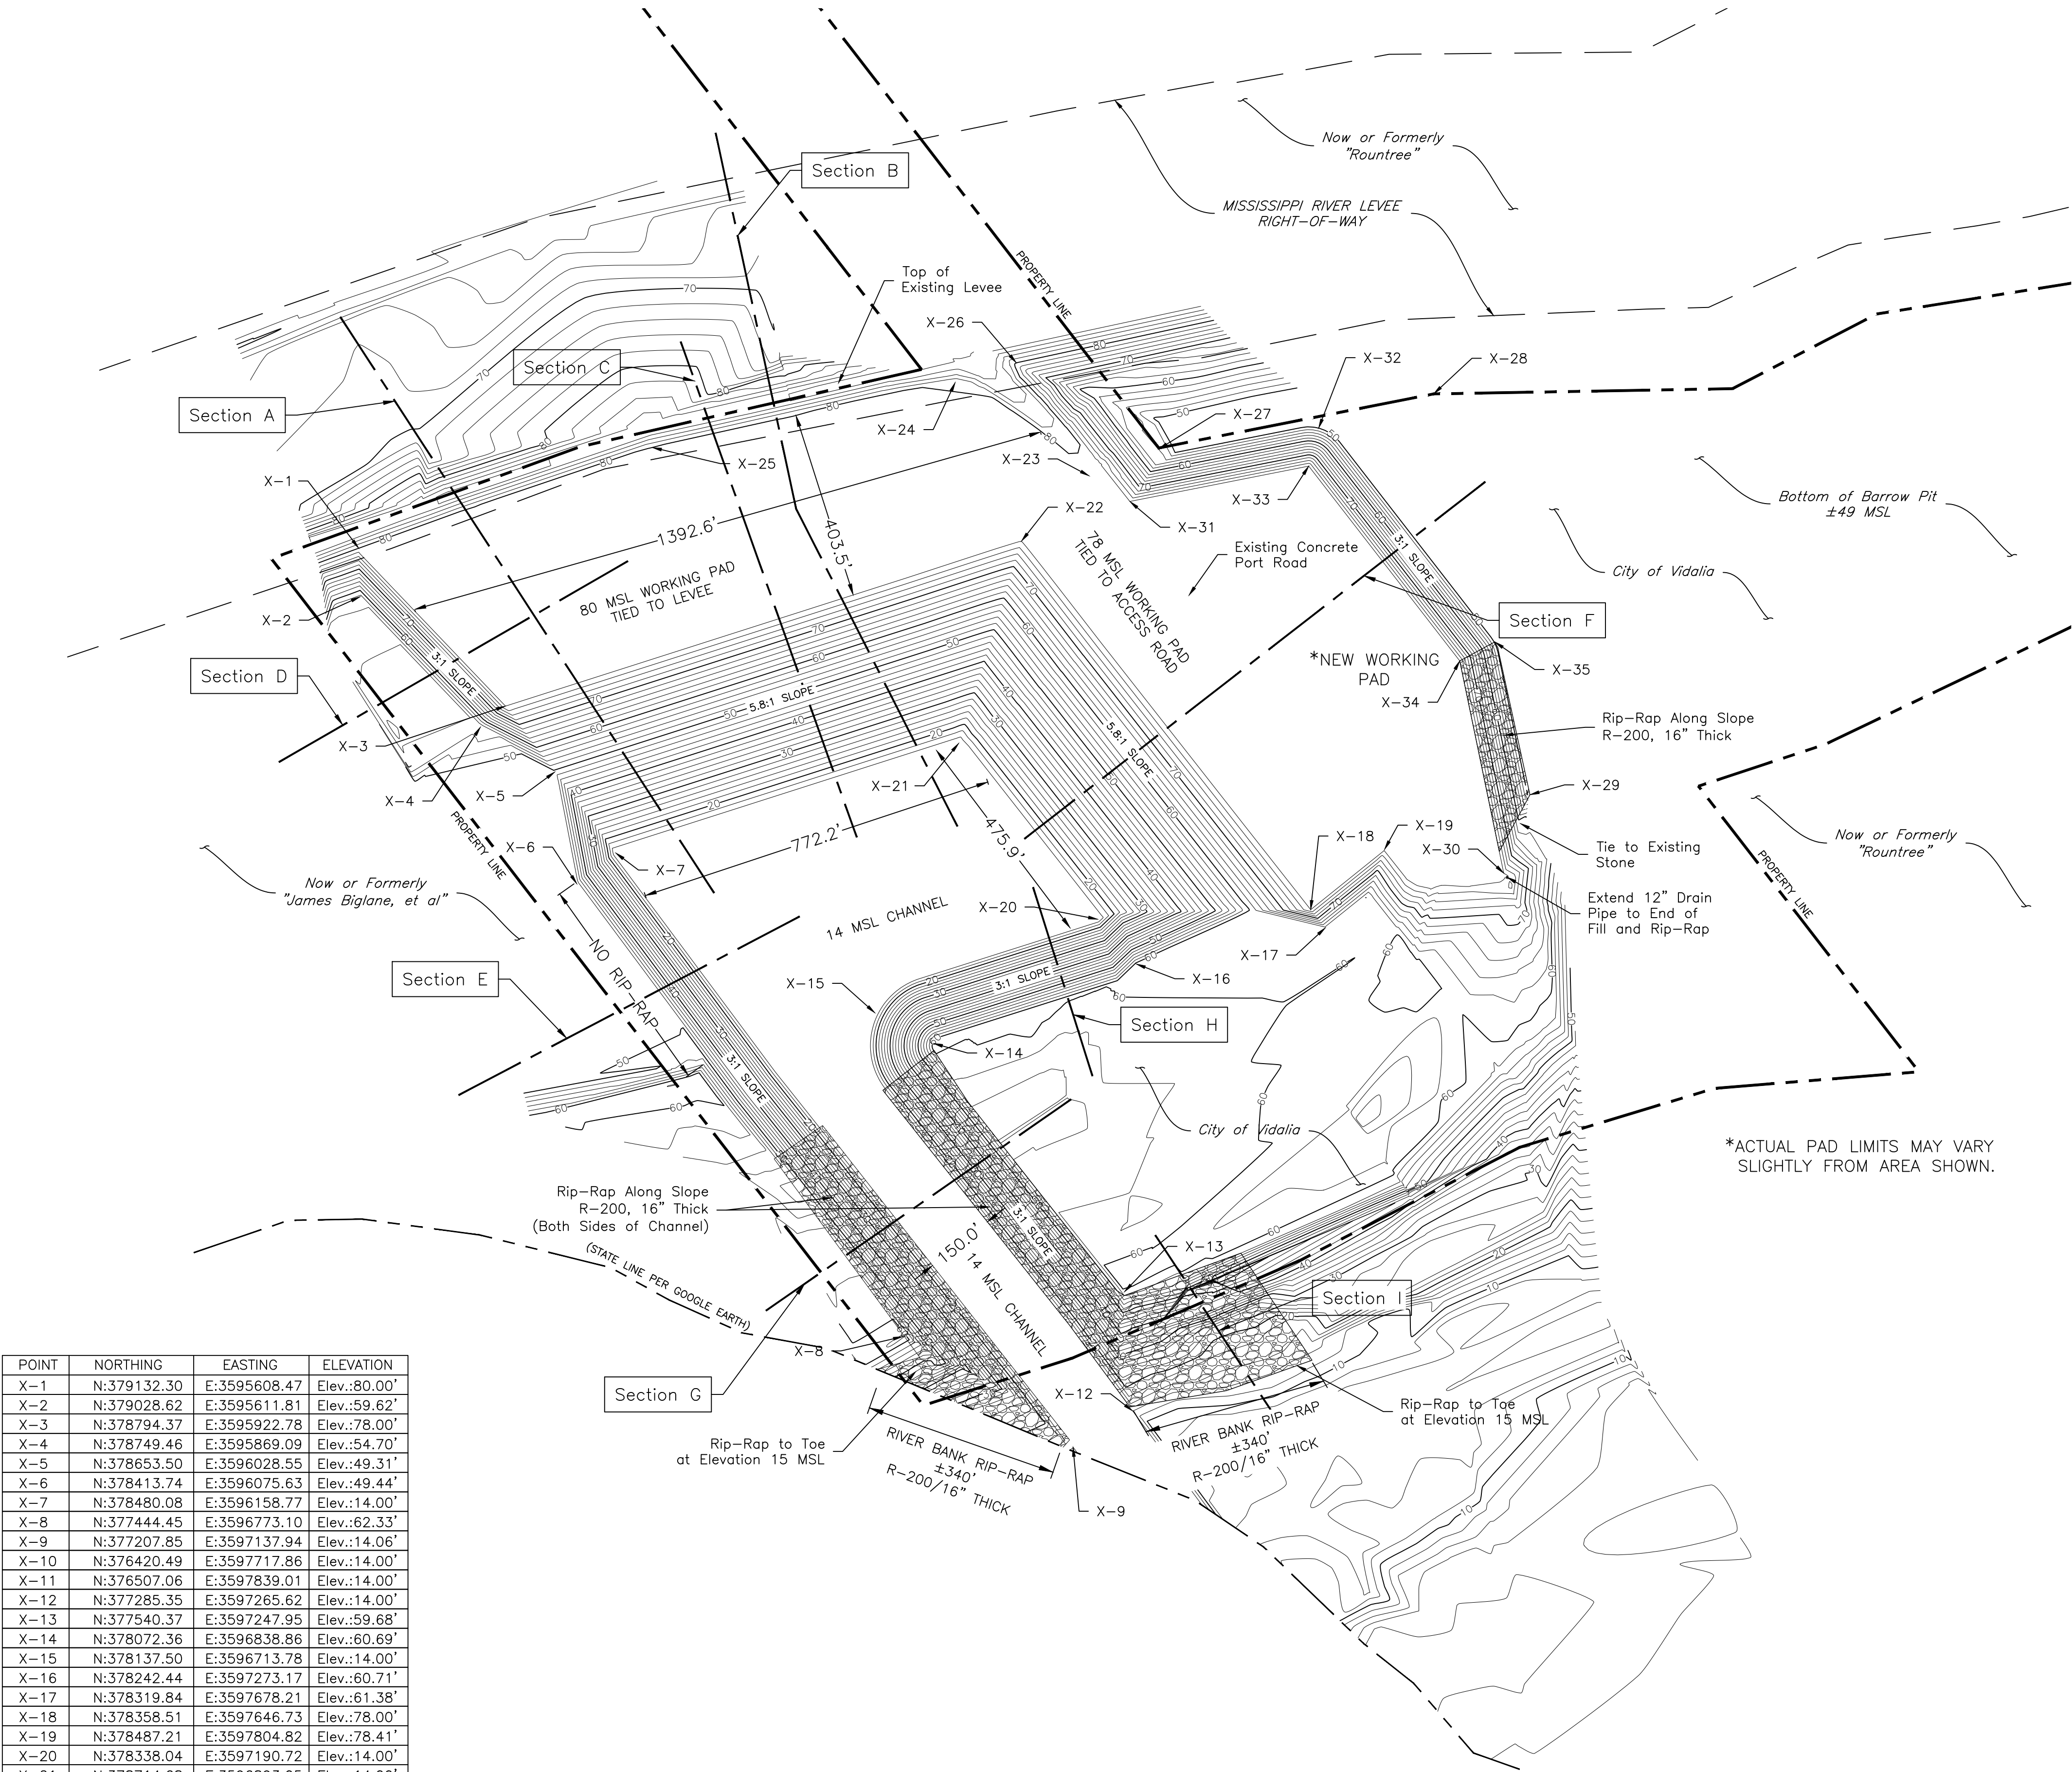 Section B
Now or Formerly
"Rountree"
MISSISSIPPI RIVER LEVEE
RIGHT-OF-WAY
PROPERTY LINE
Top of
Existing Levee
X-26
X-32
X-28
Section C
Section A
X-1
X-25
X-24
X-27
X-23
X-33
X-22
X-31
1392.6'
403.5'
80 MSL WORKING PAD
TIED TO LEVEE
78 MSL WORKING PAD
TIED TO ACCESS ROAD
Existing Concrete
Port Road
3:1 SLOPE
Bottom of Barrow Pit
±49 MSL
City of Vidalia
Section F
X-2
3:1 SLOPE
Section D
X-3
*NEW WORKING
PAD
X-35
X-34
5.8:1 SLOPE
5.8:1 SLOPE
Rip-Rap Along Slope
R-200, 16" Thick
X-4
X-5
X-21
X-29
PROPERTY LINE
X-6
X-7
772.2'
475.9'
X-18
X-19
X-30
Tie to Existing
Stone
Now or Formerly
"Rountree"
PROPERTY LINE
Now or Formerly
"James Biglane, et al"
14 MSL CHANNEL
X-20
Extend 12" Drain
Pipe to End of
Fill and Rip-Rap
X-17
NO RIP-RAP
Section E
X-15
3:1 SLOPE
X-16
Section H
X-14
3:1 SLOPE
City of Vidalia
*ACTUAL PAD LIMITS MAY VARY
SLIGHTLY FROM AREA SHOWN.
Rip-Rap Along Slope
R-200, 16" Thick
(Both Sides of Channel)
3:1 SLOPE
150.0'
14 MSL CHANNEL
X-13
(STATE LINE PER GOOGLE EARTH)
Section I
X-8
Section G
X-12
Rip-Rap to Toe
at Elevation 15 MSL
Rip-Rap to Toe
at Elevation 15 MSL
RIVER BANK RIP-RAP
±340'
R-200/16" THICK
RIVER BANK RIP-RAP
±340'
R-200/16" THICK
X-9
POINT NORTHING EASTING ELEVATION
X-1 N:379132.30 E:3595608.47 Elev.:80.00'
X-2 N:379028.62 E:3595611.81 Elev.:59.62'
X-3 N:378794.37 E:3595922.78 Elev.:78.00'
X-4 N:378749.46 E:3595869.09 Elev.:54.70'
X-5 N:378653.50 E:3596028.55 Elev.:49.31'
X-6 N:378413.74 E:3596075.63 Elev.:49.44'
X-7 N:378480.08 E:3596158.77 Elev.:14.00'
X-8 N:377444.45 E:3596773.10 Elev.:62.33'
X-9 N:377207.85 E:3597137.94 Elev.:14.06'
X-10 N:376420.49 E:3597717.86 Elev.:14.00'
X-11 N:376507.06 E:3597839.01 Elev.:14.00'
X-12 N:377285.35 E:3597265.62 Elev.:14.00'
X-13 N:377540.37 E:3597247.95 Elev.:59.68'
X-14 N:378072.36 E:3596838.86 Elev.:60.69'
X-15 N:378137.50 E:3596713.78 Elev.:14.00'
X-16 N:378242.44 E:3597273.17 Elev.:60.71'
X-17 N:378319.84 E:3597678.21 Elev.:61.38'
X-18 N:378358.51 E:3597646.73 Elev.:78.00'
X-19 N:378487.21 E:3597804.82 Elev.:78.41'
X-20 N:378338.04 E:3597190.72 Elev.:14.00'